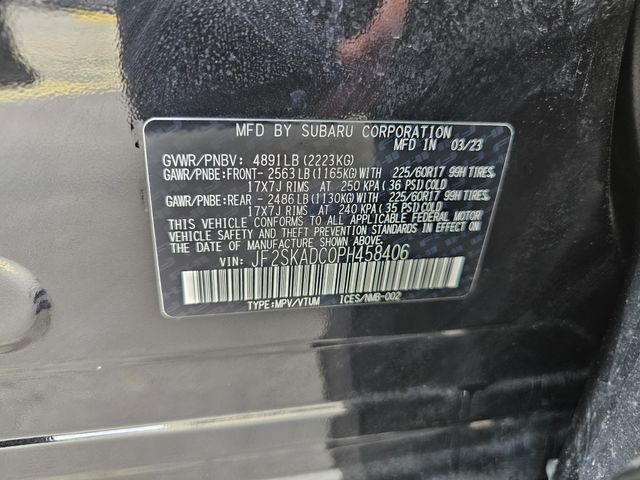 MFD BY SUBARU CORPORATION
MFD IN 03/23
GVWR/PNBV: 4891LB(2223KG)
GAWR/PNBE:FRONT- 2563LB(1165KG)WITH 225/60R17 99H TIRES
17X7J RIMS AT 250 KPA(36 PSI)COLD
GAWR/PNBE:REAR - 2486LB(1130KG)WITH 225/60R17 99H TIRES
17X7J RIMS AT 240 KPA(35 PSI)COLD
THIS VEHICLE CONFORMS TO ALL APPLICABLE FEDERAL MOTOR
VEHICLE SAFETY AND THEFT PREVENTION STANDARDS IN EFFECT ON
THE DATE OF MANUFACTURE SHOWN ABOVE.
VIN: JF2SKADC0PH458406
TYPE:MPV/VTUM ICES/NMB-002